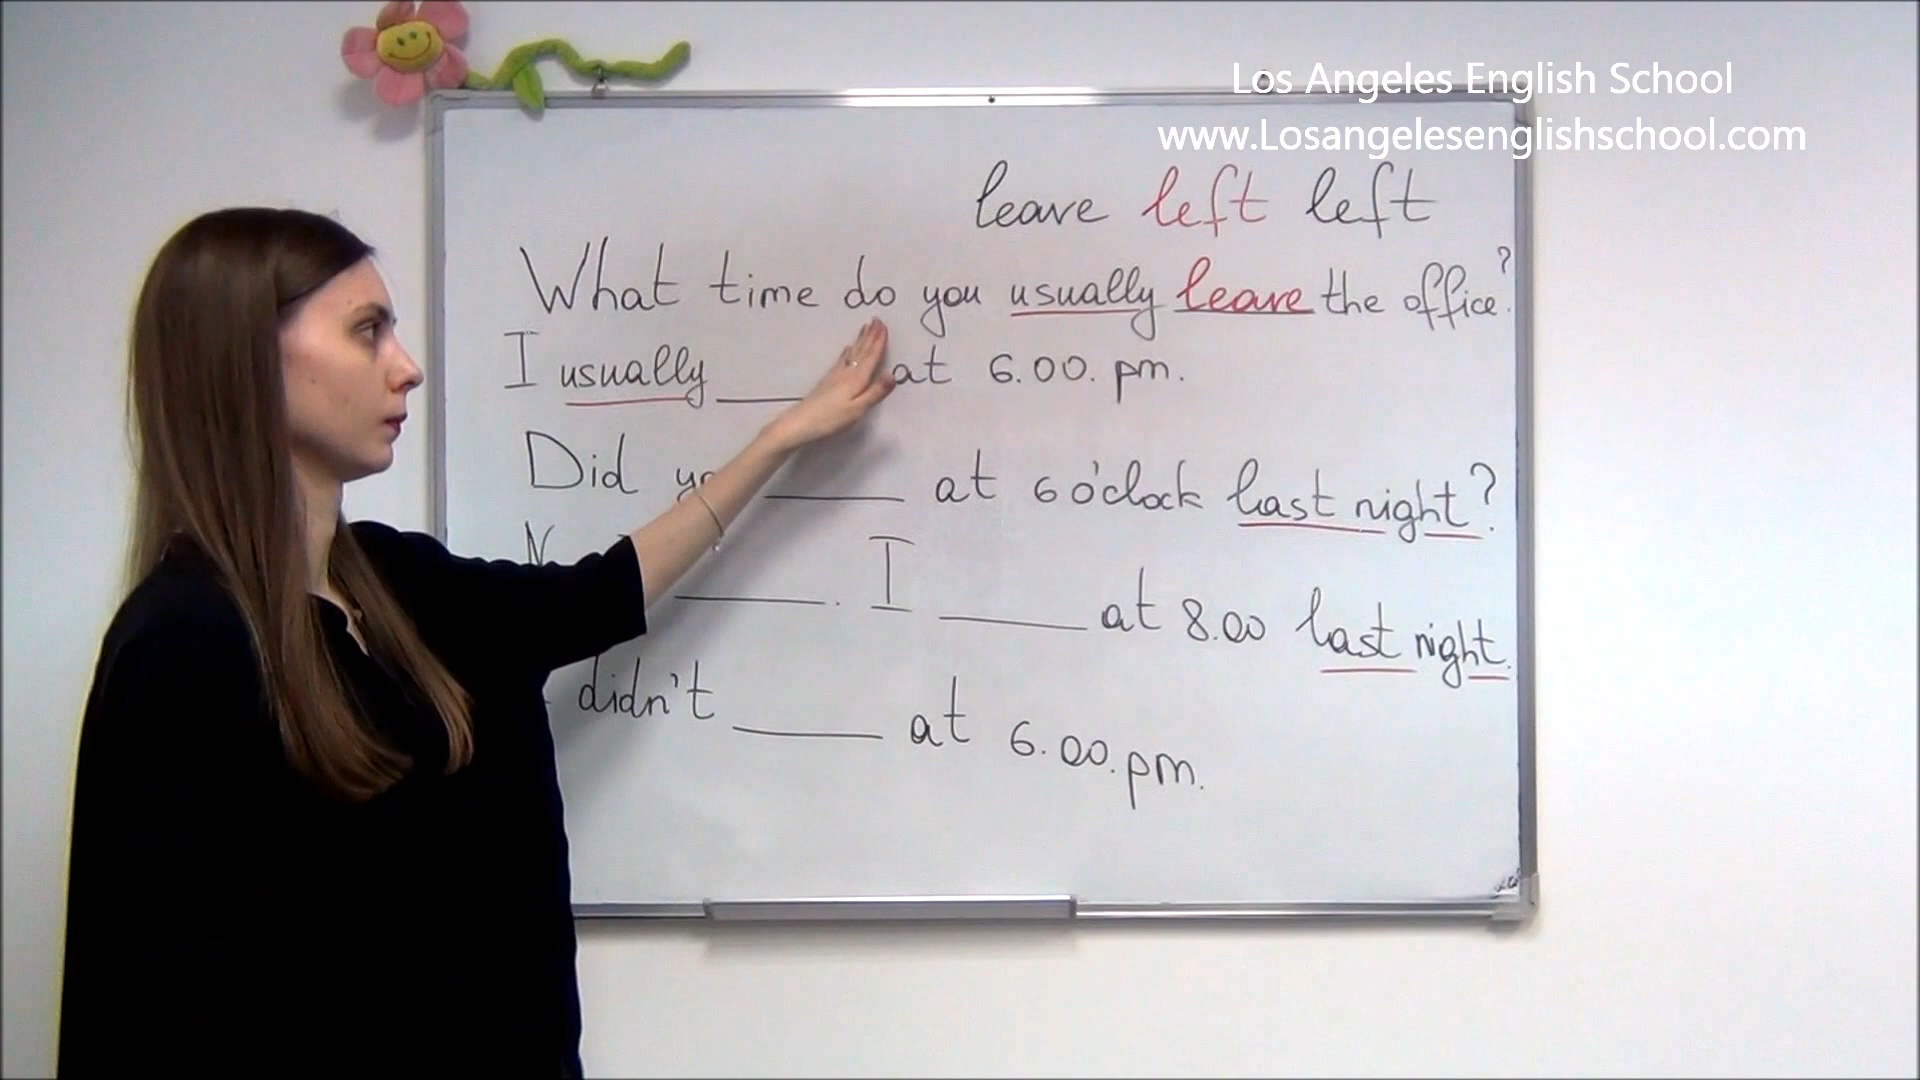 Los Angeles English School
www.Losangelesenglishschool.com
leave left left
What time do you usually leave the office?
I usually ____ at 6.00. pm.
Did ____ at 6 o'clock last night?
____. I ____ at 8.00 last night.
didn't ____ at 6.00. pm.